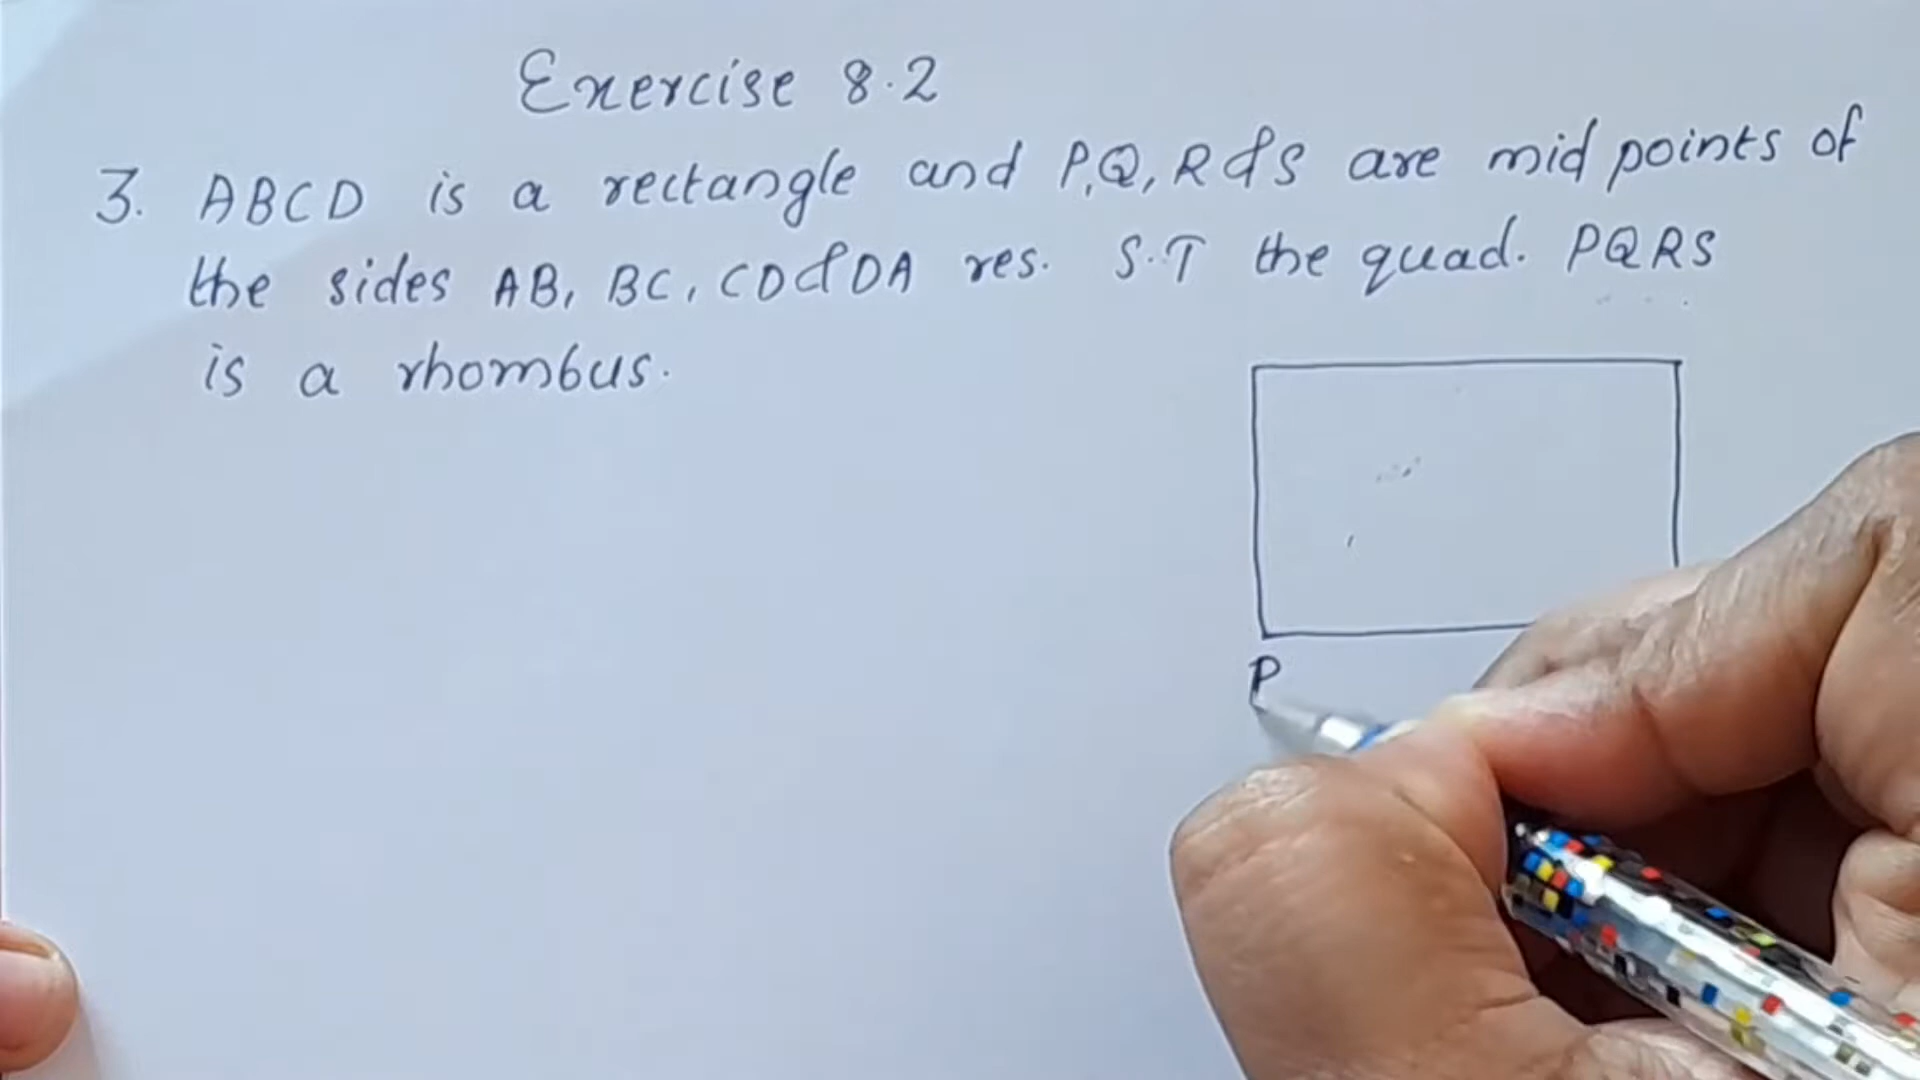 Exercise 8.2
3. ABCD is a rectangle and P,Q,R & S are mid points of
the sides AB, BC, CD & DA res. S.T the quad. PQRS
is a rhombus.
P